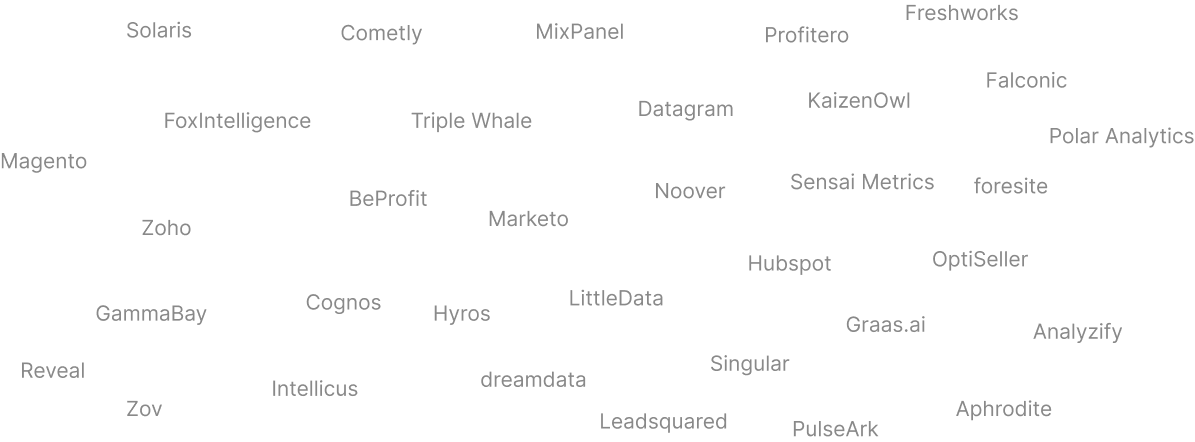 Freshworks
Solaris
Cometly
MixPanel
Profitero
Falconic
KaizenOwl
Datagram
FoxIntelligence
Triple Whale
Polar Analytics
Magento
Sensai Metrics
foresite
Noover
BeProfit
Marketo
Zoho
OptiSeller
Hubspot
LittleData
Cognos
GammaBay
Hyros
Graas.ai
Analyzify
Singular
Reveal
dreamdata
Intellicus
Zov
Aphrodite
Leadsquared
PulseArk